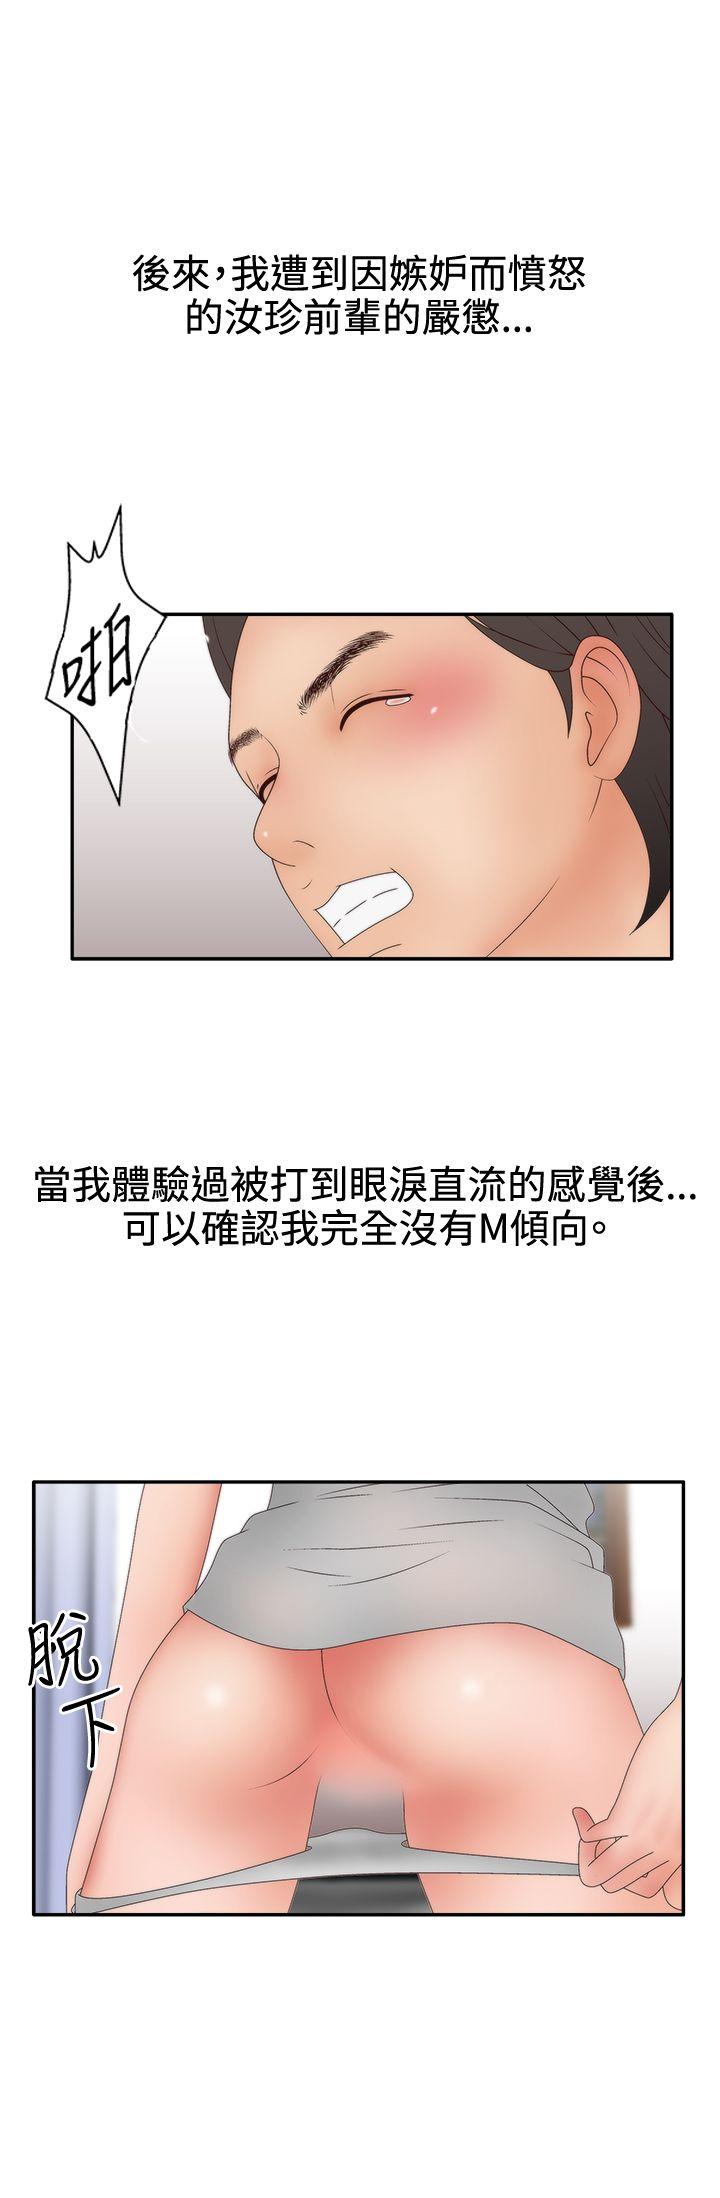 後來，我遭到因嫉妒而憤怒
的汝珍前輩的嚴懲...
啪
當我體驗過被打到眼淚直流的感覺後...
可以確認我完全沒有M傾向。
脫下